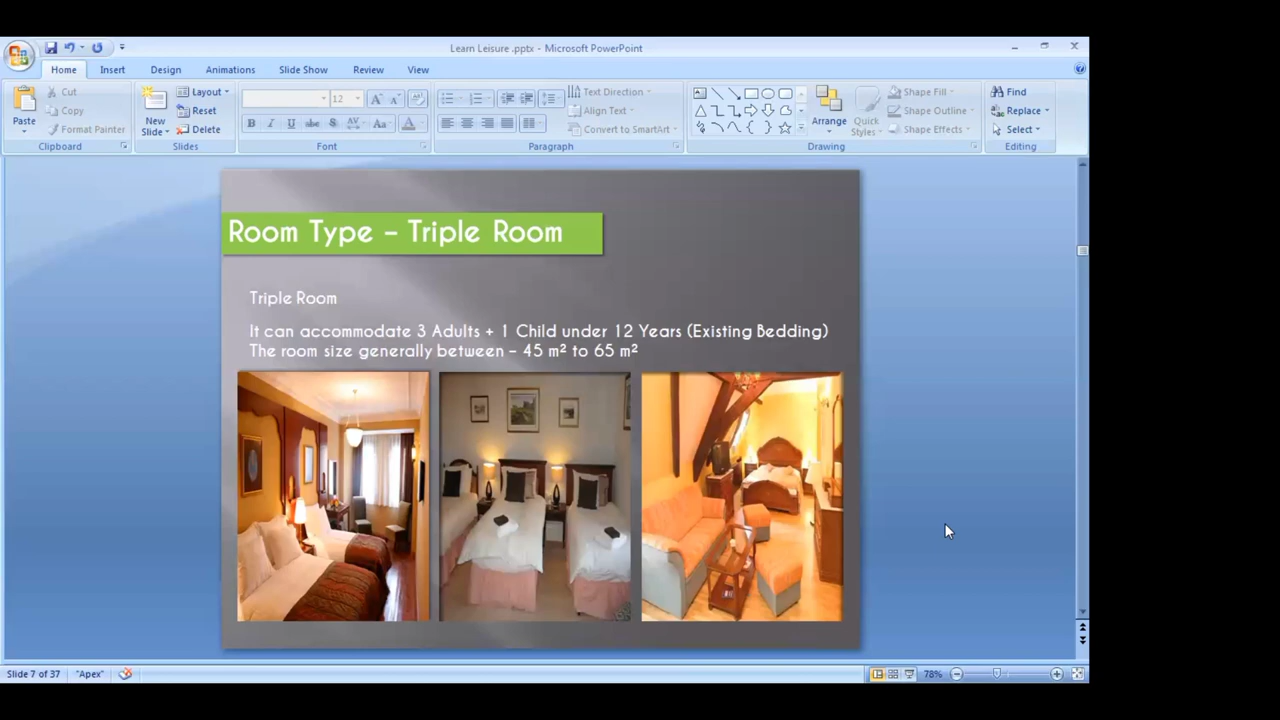 Learn Leisure .pptx - Microsoft PowerPoint
Home Insert Design Animations Slide Show Review View
Paste
Cut
Copy
Format Painter
Clipboard
New
Slide
Layout
Reset
Delete
Slides
12
B I U abc S AV Aa A
Font
Text Direction
Align Text
Convert to SmartArt
Paragraph
Arrange
Quick
Styles
Shape Fill
Shape Outline
Shape Effects
Drawing
Find
Replace
Select
Editing
Room Type – Triple Room
Triple Room
It can accommodate 3 Adults + 1 Child under 12 Years (Existing Bedding)
The room size generally between – 45 m² to 65 m²
Slide 7 of 37 "Apex" 78%